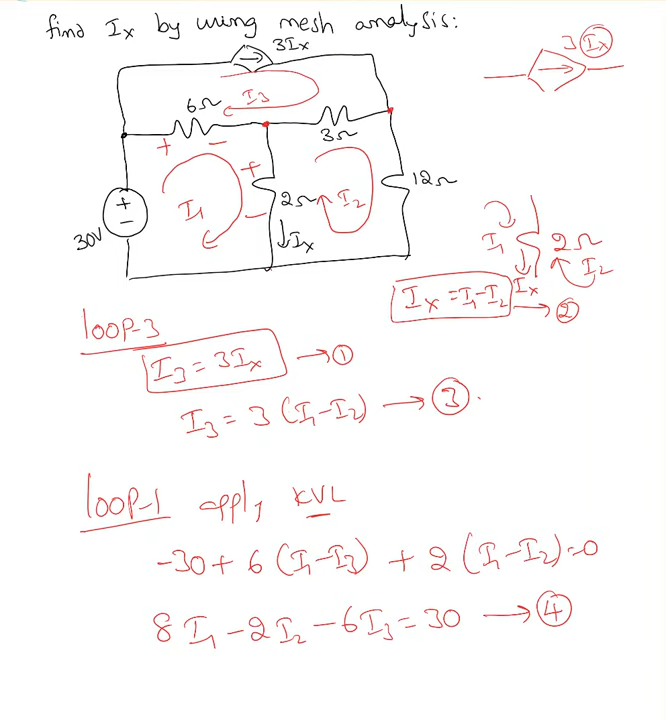 find Ix by using mesh analysis:
3Ix
3 Ix
I3
6Ω
3Ω
+ −
+
−
I1
2Ω
I2
12Ω
+
−
30V
↓Ix
I1
2Ω
I2
Ix
Ix = I1-I2 → ②
loop-3
I3 = 3Ix → ①
I3 = 3 (I1-I2) → ③.
loop-1 apply KVL
-30+ 6 (I1-I3) + 2 (I1-I2)=0
8 I1 - 2 I2 - 6 I3 = 30 → ④